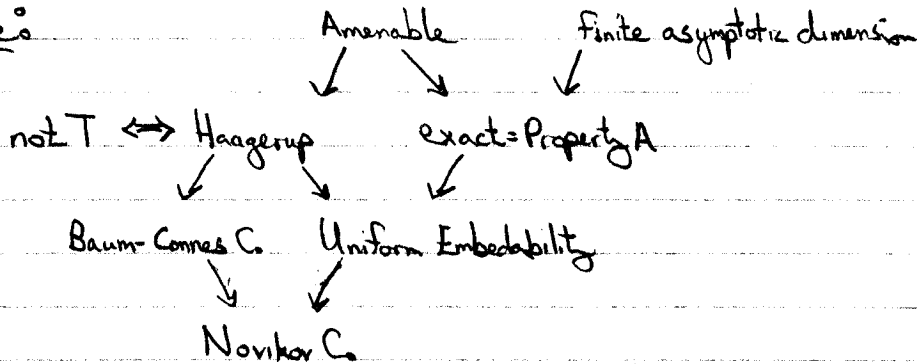 Amenable finite asymptotic dimension
not T ⟺ Haagerup exact = Property A
Baum-Connes C. Uniform Embedability
Novikov C.